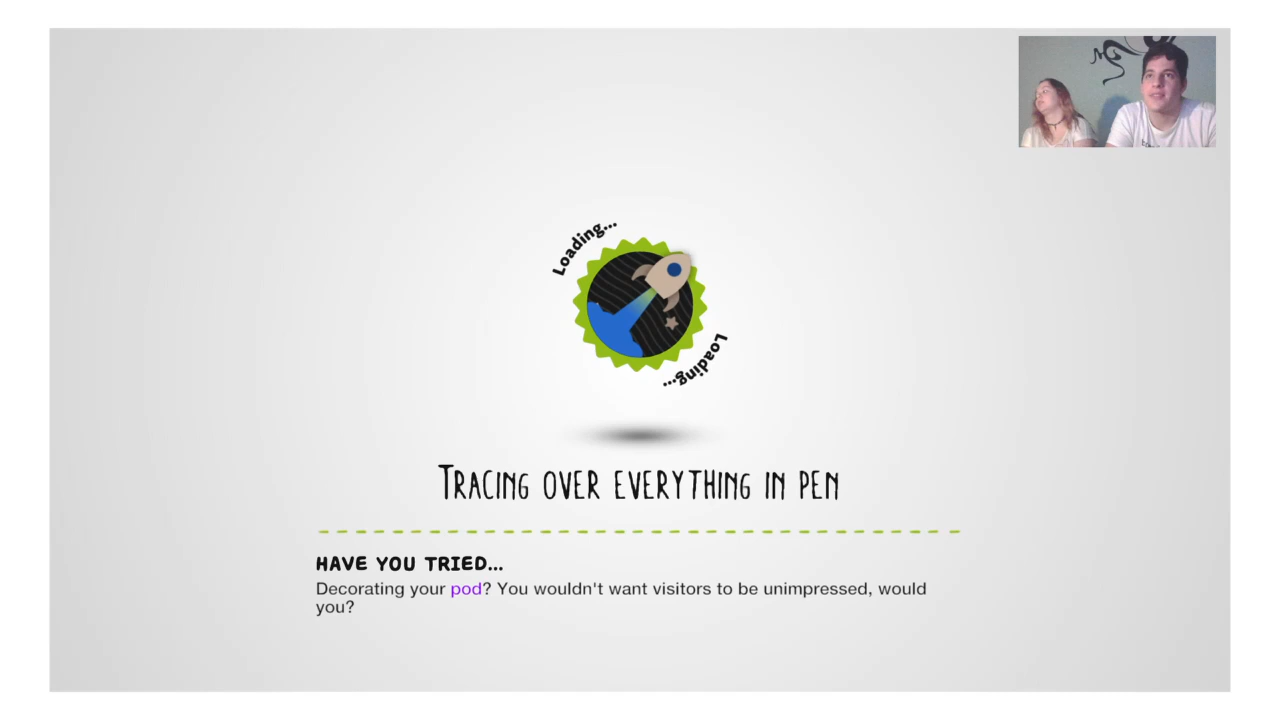 Loading...
Loading...
Tracing over everything in pen
Have you tried...
Decorating your pod? You wouldn't want visitors to be unimpressed, would
you?